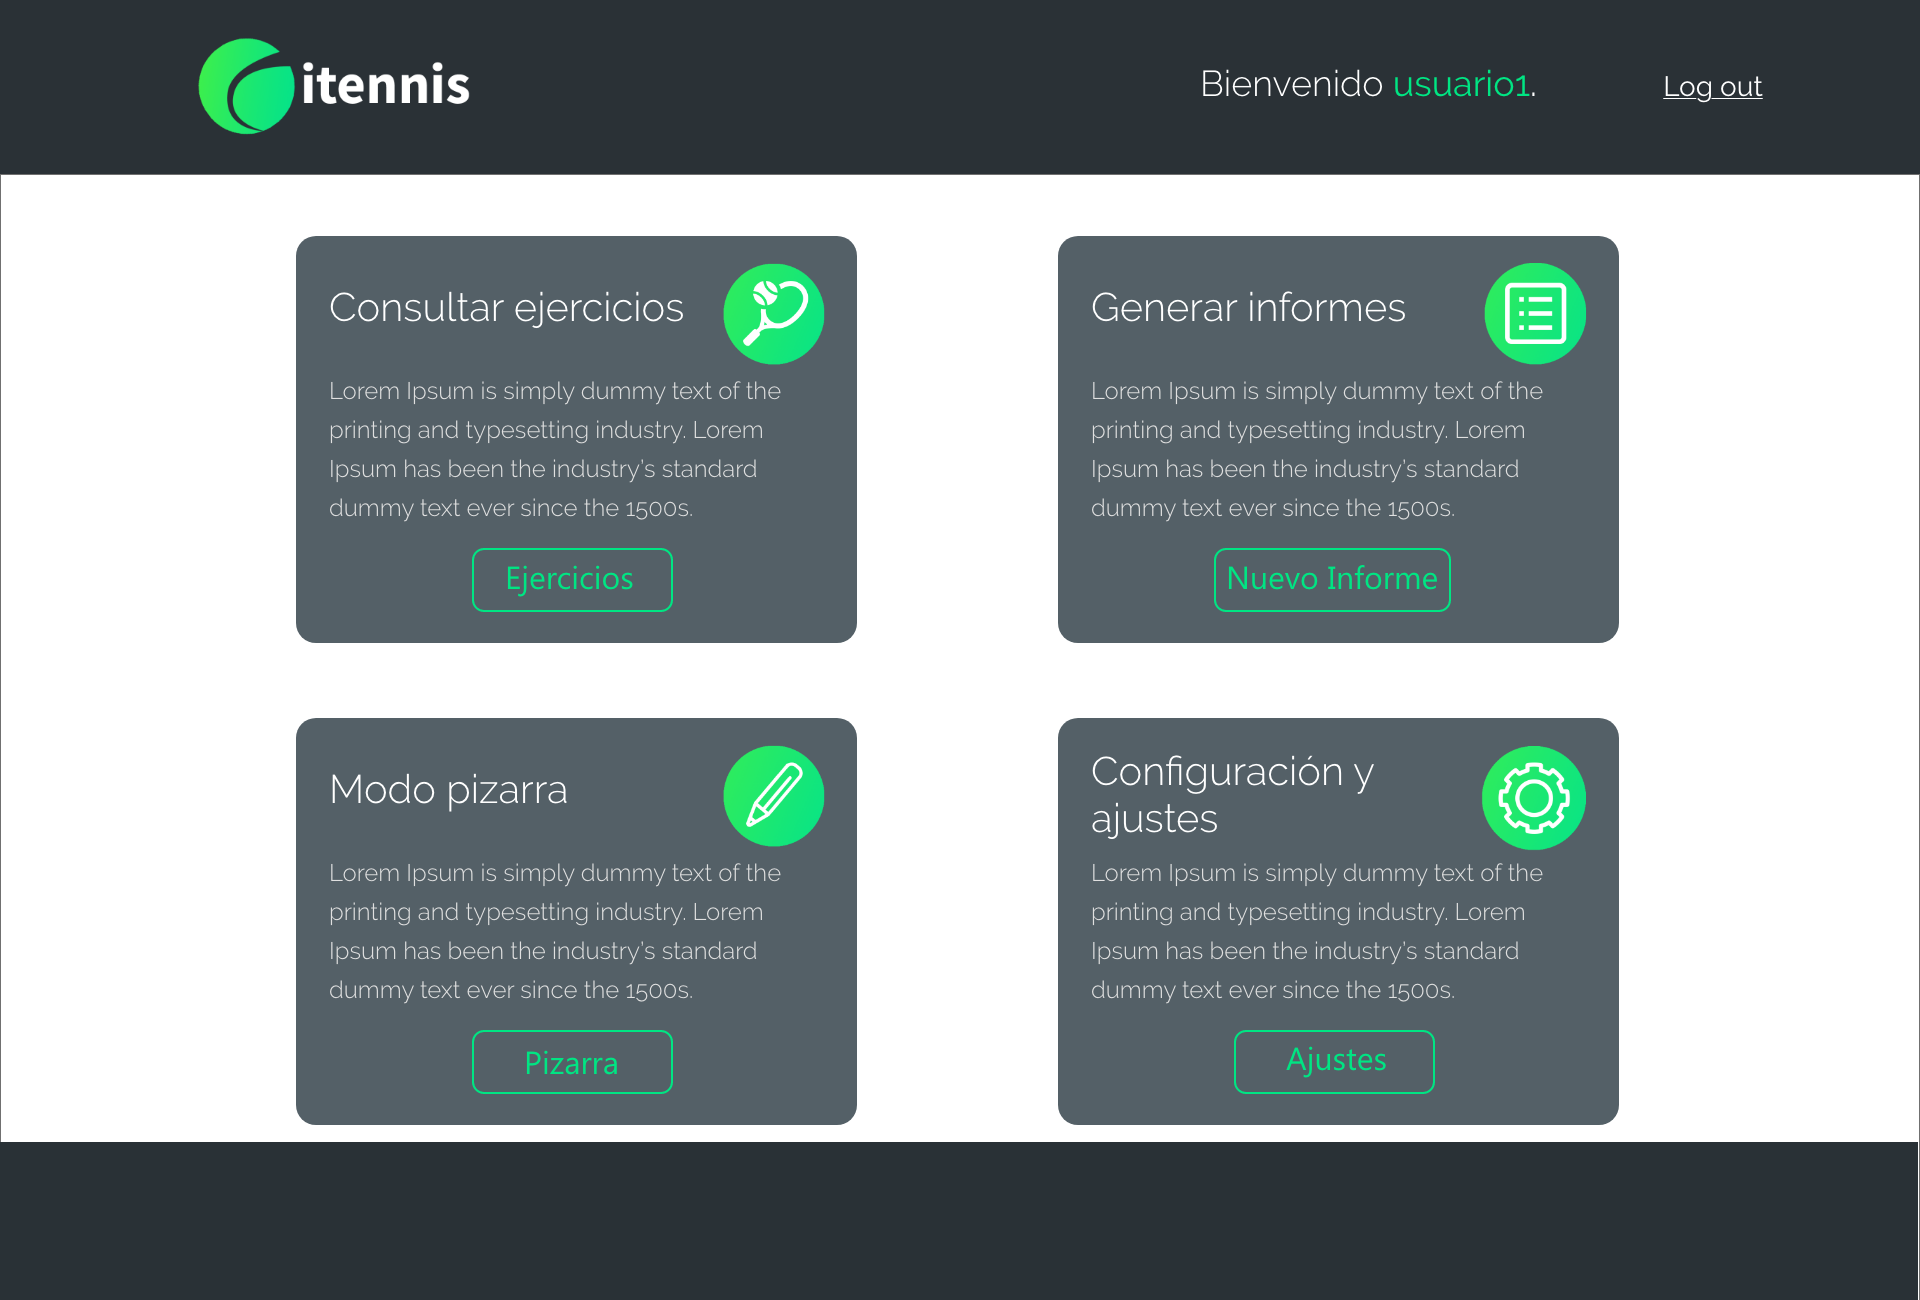 itennis
Bienvenido usuario1.
Log out
Consultar ejercicios
Lorem Ipsum is simply dummy text of the
printing and typesetting industry. Lorem
Ipsum has been the industry's standard
dummy text ever since the 1500s.
Ejercicios
Generar informes
Lorem Ipsum is simply dummy text of the
printing and typesetting industry. Lorem
Ipsum has been the industry's standard
dummy text ever since the 1500s.
Nuevo Informe
Modo pizarra
Lorem Ipsum is simply dummy text of the
printing and typesetting industry. Lorem
Ipsum has been the industry's standard
dummy text ever since the 1500s.
Pizarra
Configuración y
ajustes
Lorem Ipsum is simply dummy text of the
printing and typesetting industry. Lorem
Ipsum has been the industry's standard
dummy text ever since the 1500s.
Ajustes